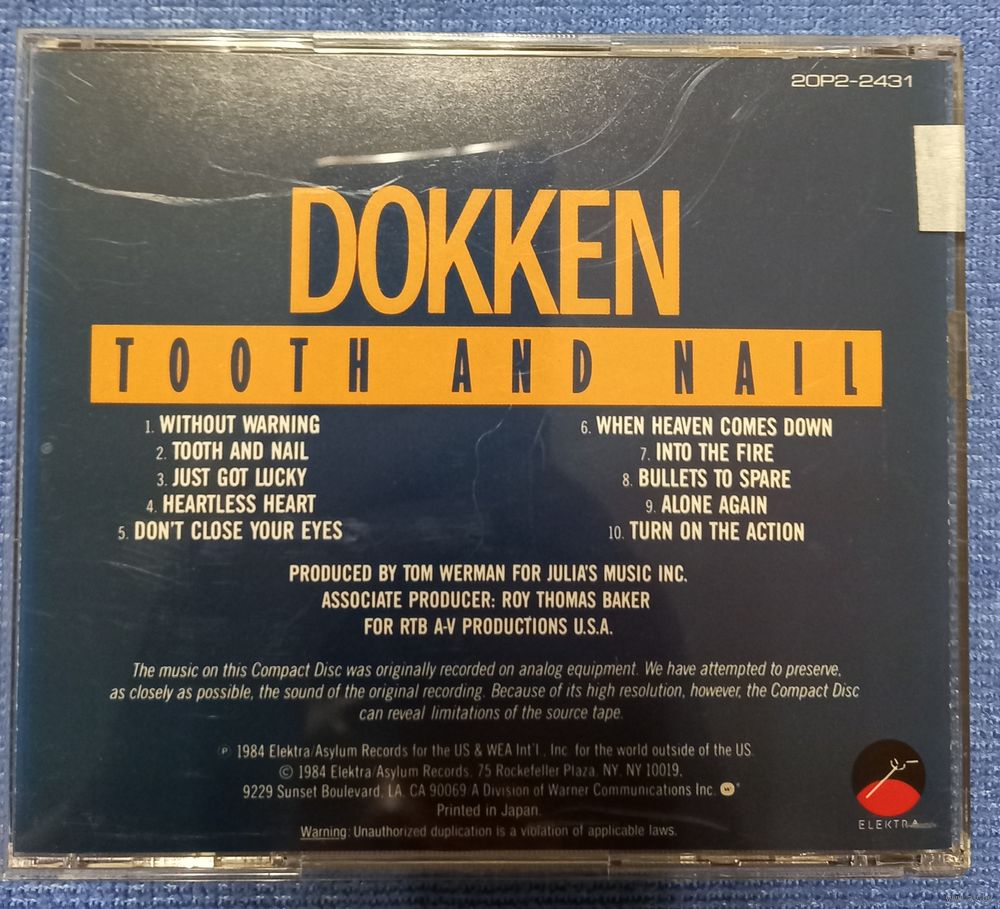 20P2-2431
DOKKEN
TOOTH AND NAIL
1. WITHOUT WARNING
2. TOOTH AND NAIL
3. JUST GOT LUCKY
4. HEARTLESS HEART
5. DON'T CLOSE YOUR EYES
6. WHEN HEAVEN COMES DOWN
7. INTO THE FIRE
8. BULLETS TO SPARE
9. ALONE AGAIN
10. TURN ON THE ACTION
PRODUCED BY TOM WERMAN FOR JULIA'S MUSIC INC.
ASSOCIATE PRODUCER: ROY THOMAS BAKER
FOR RTB A-V PRODUCTIONS U.S.A.
The music on this Compact Disc was originally recorded on analog equipment. We have attempted to preserve,
as closely as possible, the sound of the original recording. Because of its high resolution, however, the Compact Disc
can reveal limitations of the source tape.
℗ 1984 Elektra/Asylum Records for the US & WEA Int'l., Inc. for the world outside of the US.
© 1984 Elektra/Asylum Records, 75 Rockefeller Plaza, NY, NY 10019,
9229 Sunset Boulevard, LA, CA 90069 A Division of Warner Communications Inc.
Printed in Japan.
Warning: Unauthorized duplication is a violation of applicable laws.
ELEKTRA